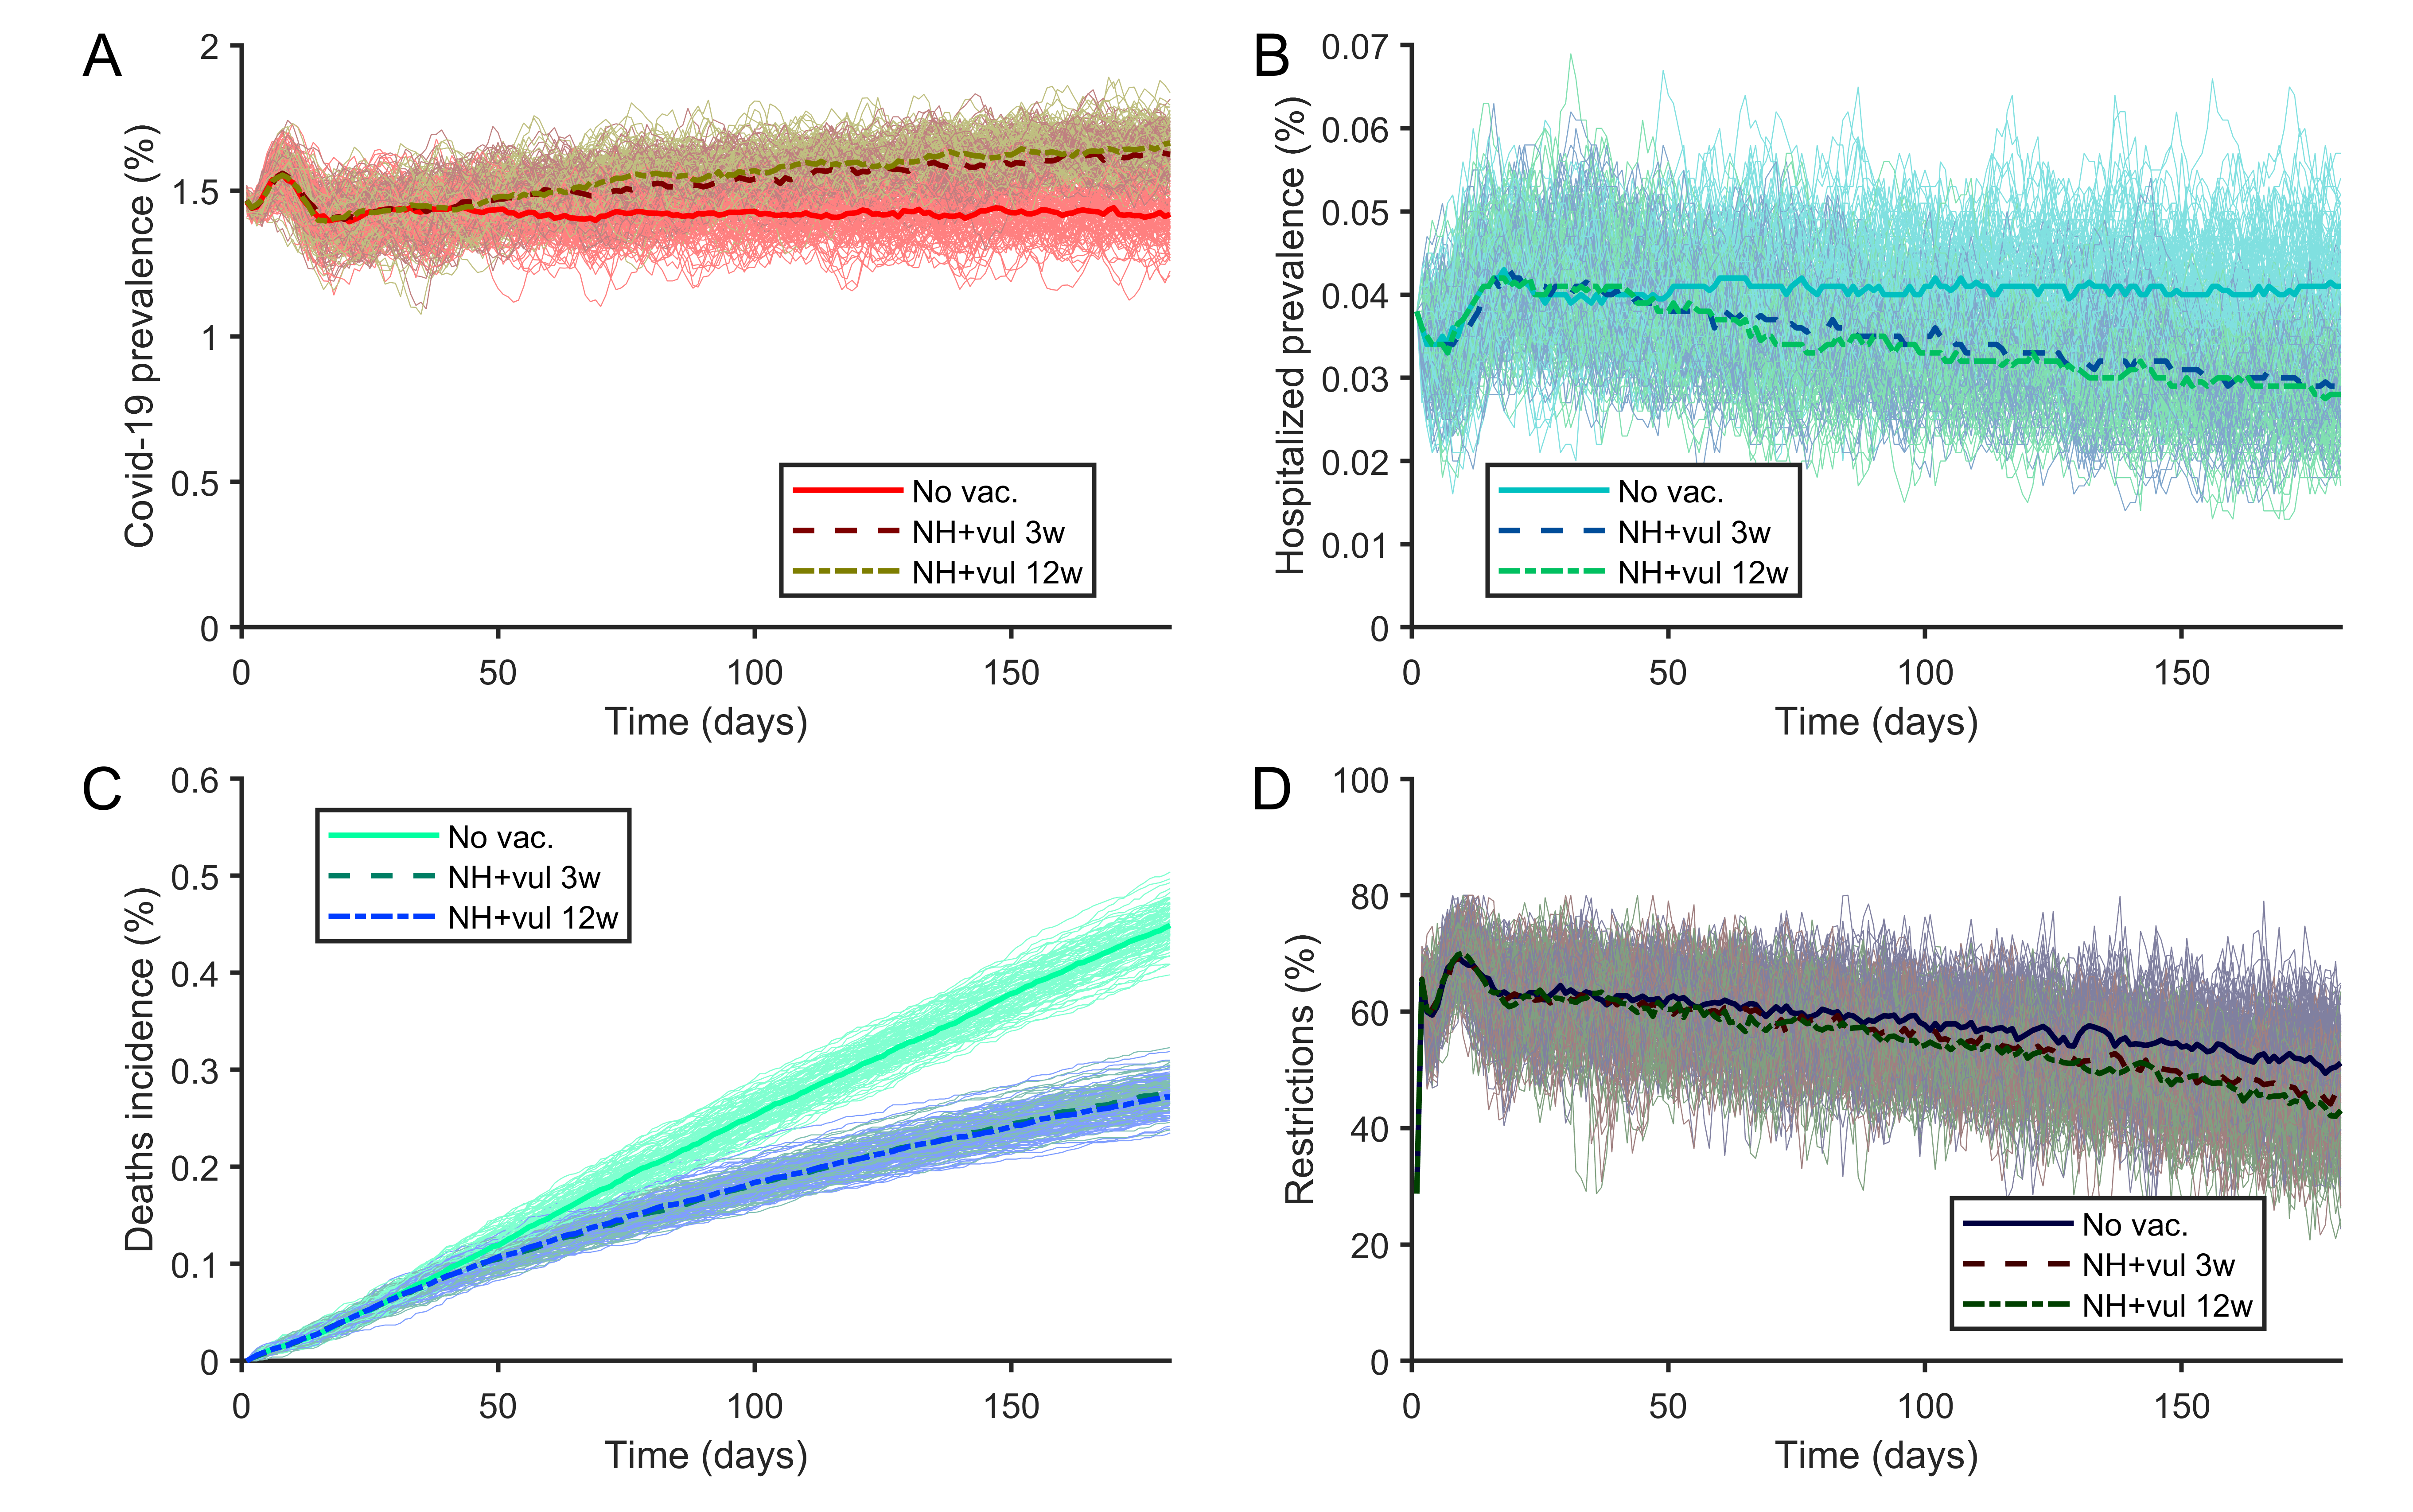 A
Covid-19 prevalence (%)
2
1.5
1
0.5
0
0 50 100 150
Time (days)
No vac.
NH+vul 3w
NH+vul 12w
B
Hospitalized prevalence (%)
0.07
0.06
0.05
0.04
0.03
0.02
0.01
0
0 50 100 150
Time (days)
No vac.
NH+vul 3w
NH+vul 12w
C
Deaths incidence (%)
0.6
0.5
0.4
0.3
0.2
0.1
0
0 50 100 150
Time (days)
No vac.
NH+vul 3w
NH+vul 12w
D
Restrictions (%)
100
80
60
40
20
0
0 50 100 150
Time (days)
No vac.
NH+vul 3w
NH+vul 12w